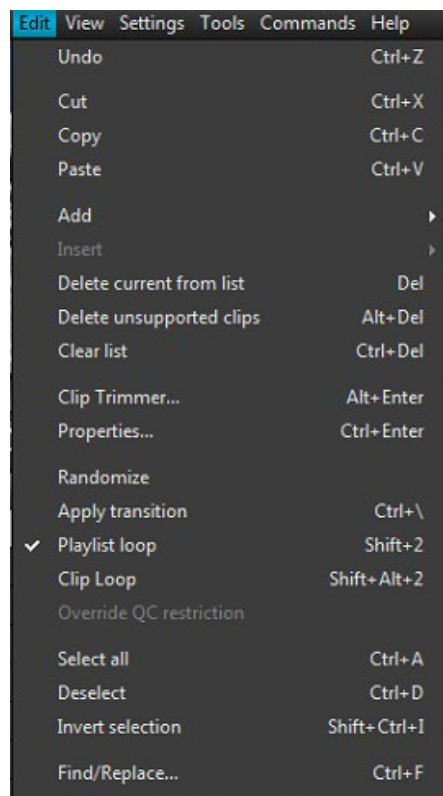 Edit View Settings Tools Commands Help
Undo Ctrl+Z
Cut Ctrl+X
Copy Ctrl+C
Paste Ctrl+V
Add
Insert
Delete current from list Del
Delete unsupported clips Alt+Del
Clear list Ctrl+Del
Clip Trimmer... Alt+Enter
Properties... Ctrl+Enter
Randomize
Apply transition Ctrl+\
Playlist loop Shift+2
Clip Loop Shift+Alt+2
Override QC restriction
Select all Ctrl+A
Deselect Ctrl+D
Invert selection Shift+Ctrl+I
Find/Replace... Ctrl+F